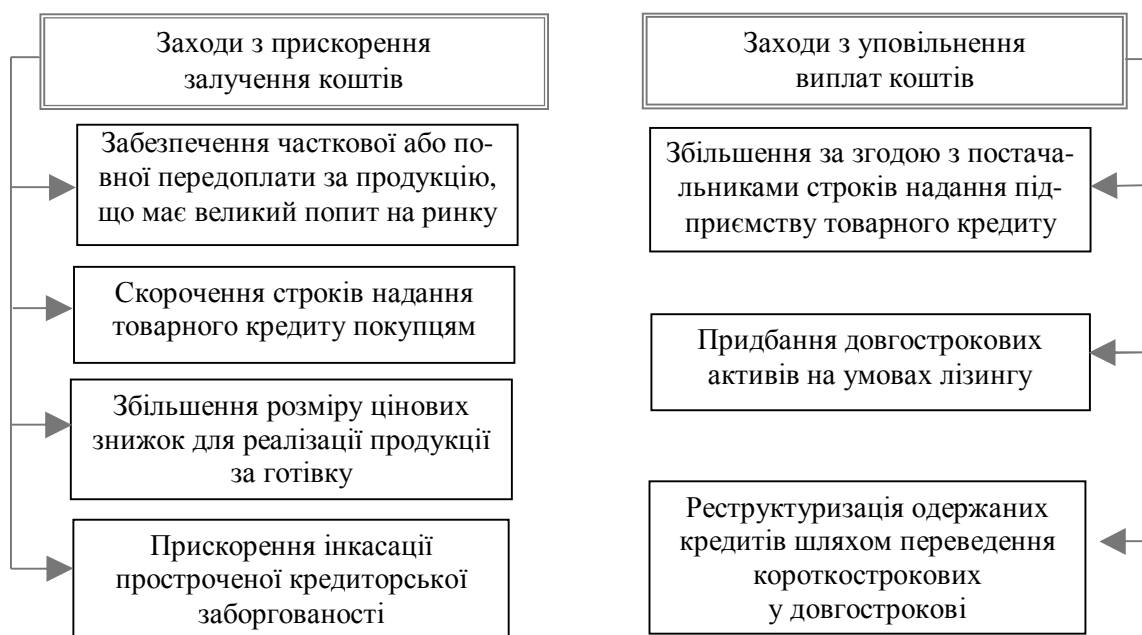 Заходи з прискорення
залучення коштів
Забезпечення часткової або по-
вної передоплати за продукцію,
що має великий попит на ринку
Скорочення строків надання
товарного кредиту покупцям
Збільшення розміру цінових
знижок для реалізації продукції
за готівку
Прискорення інкасації
простроченої кредиторської
заборгованості
Заходи з уповільнення
виплат коштів
Збільшення за згодою з постача-
льниками строків надання під-
приємству товарного кредиту
Придбання довгострокових
активів на умовах лізингу
Реструктуризація одержаних
кредитів шляхом переведення
короткострокових
у довгострокові